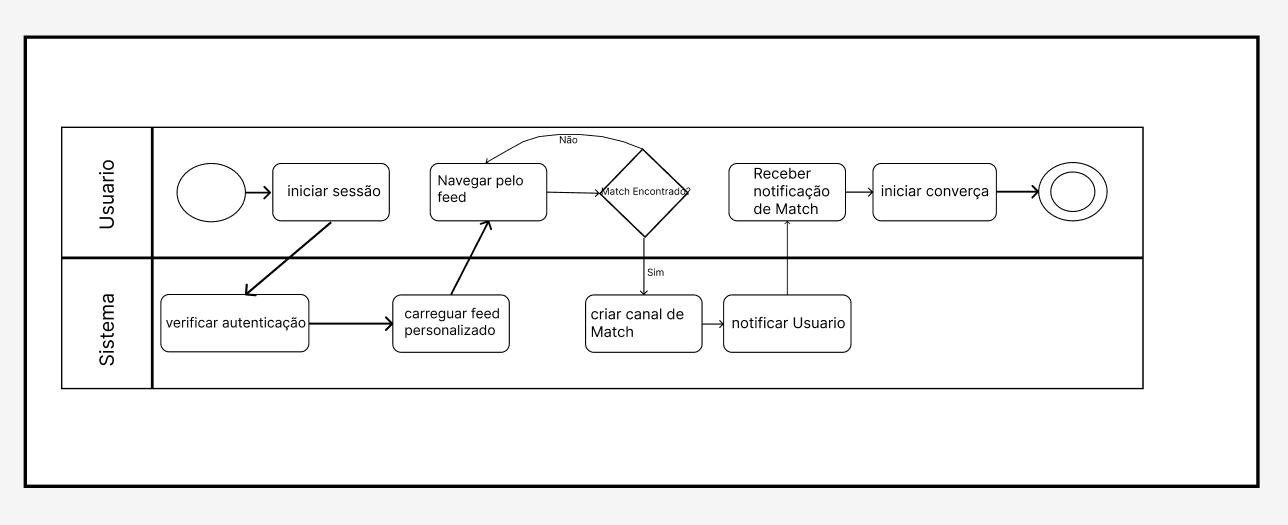 Usuario
iniciar sessão
Navegar pelo
feed
Não
Match Encontrado?
Receber
notificação
de Match
iniciar converça
Sistema
verificar autenticação
carreguar feed
personalizado
Sim
criar canal de
Match
notificar Usuario